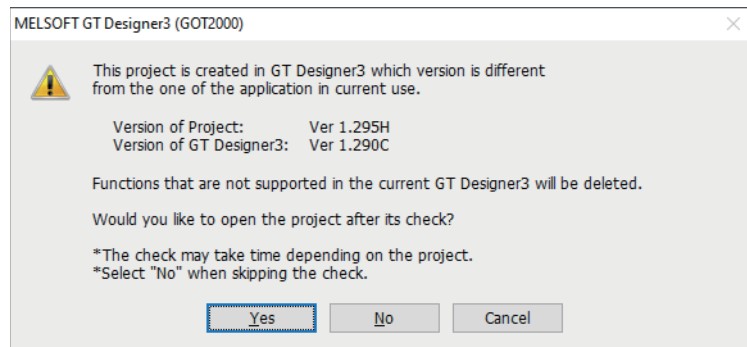 MELSOFT GT Designer3 (GOT2000)
This project is created in GT Designer3 which version is different
from the one of the application in current use.
Version of Project: Ver 1.295H
Version of GT Designer3: Ver 1.290C
Functions that are not supported in the current GT Designer3 will be deleted.
Would you like to open the project after its check?
*The check may take time depending on the project.
*Select "No" when skipping the check.
Yes No Cancel